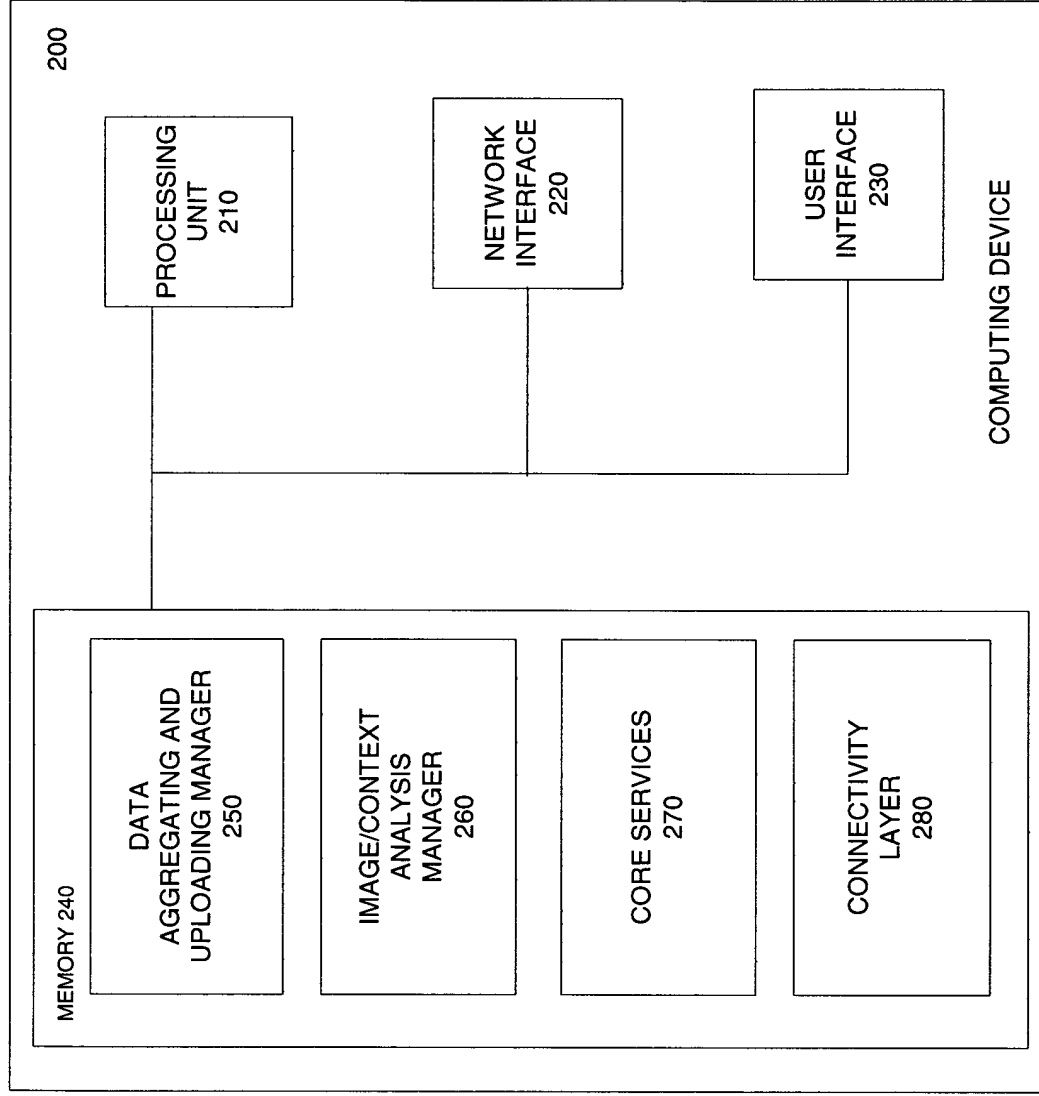 200
MEMORY 240
DATA
AGGREGATING AND
UPLOADING MANAGER
250
IMAGE/CONTEXT
ANALYSIS
MANAGER
260
CORE SERVICES
270
CONNECTIVITY
LAYER
280
PROCESSING
UNIT
210
NETWORK
INTERFACE
220
USER
INTERFACE
230
COMPUTING DEVICE